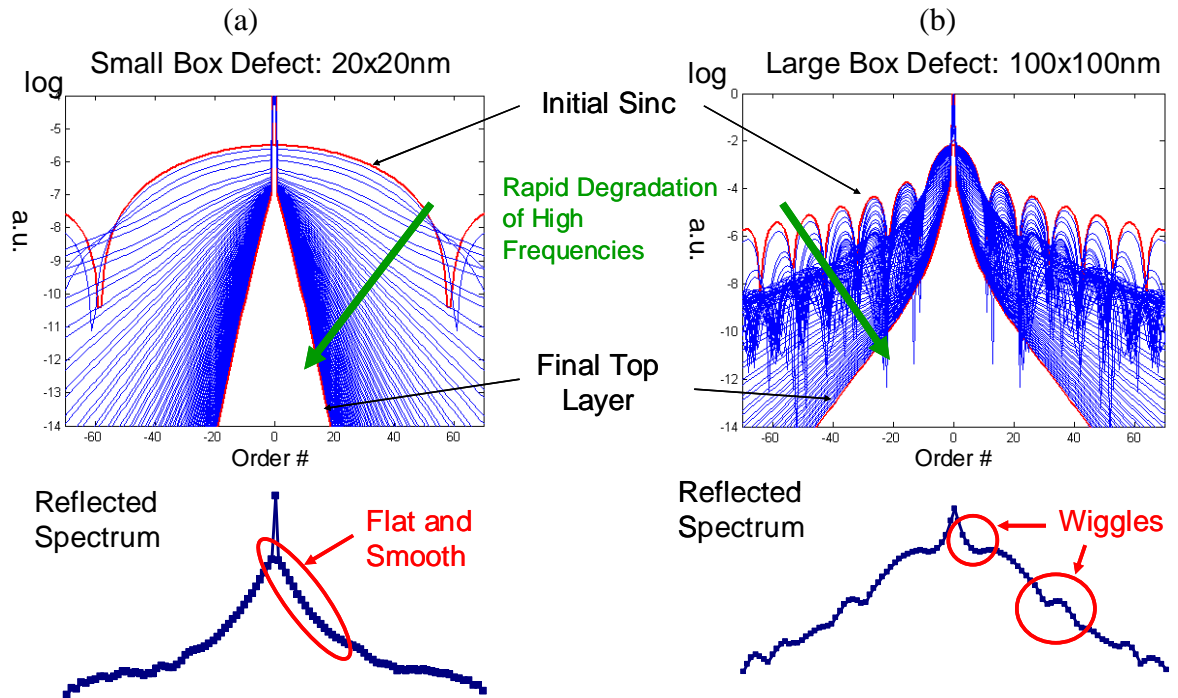 (a)
(b)
Small Box Defect: 20x20nm
Large Box Defect: 100x100nm
log
log
Initial Sinc
Rapid Degradation
of High
Frequencies
Final Top
Layer
a.u.
a.u.
-5
-6
-7
-8
-9
-10
-11
-12
-13
-14
-60
-40
-20
0
20
40
60
Order #
0
-2
-4
-6
-8
-10
-12
-14
-60
-40
-20
0
20
40
60
Order #
Reflected
Spectrum
Flat and
Smooth
Reflected
Spectrum
Wiggles